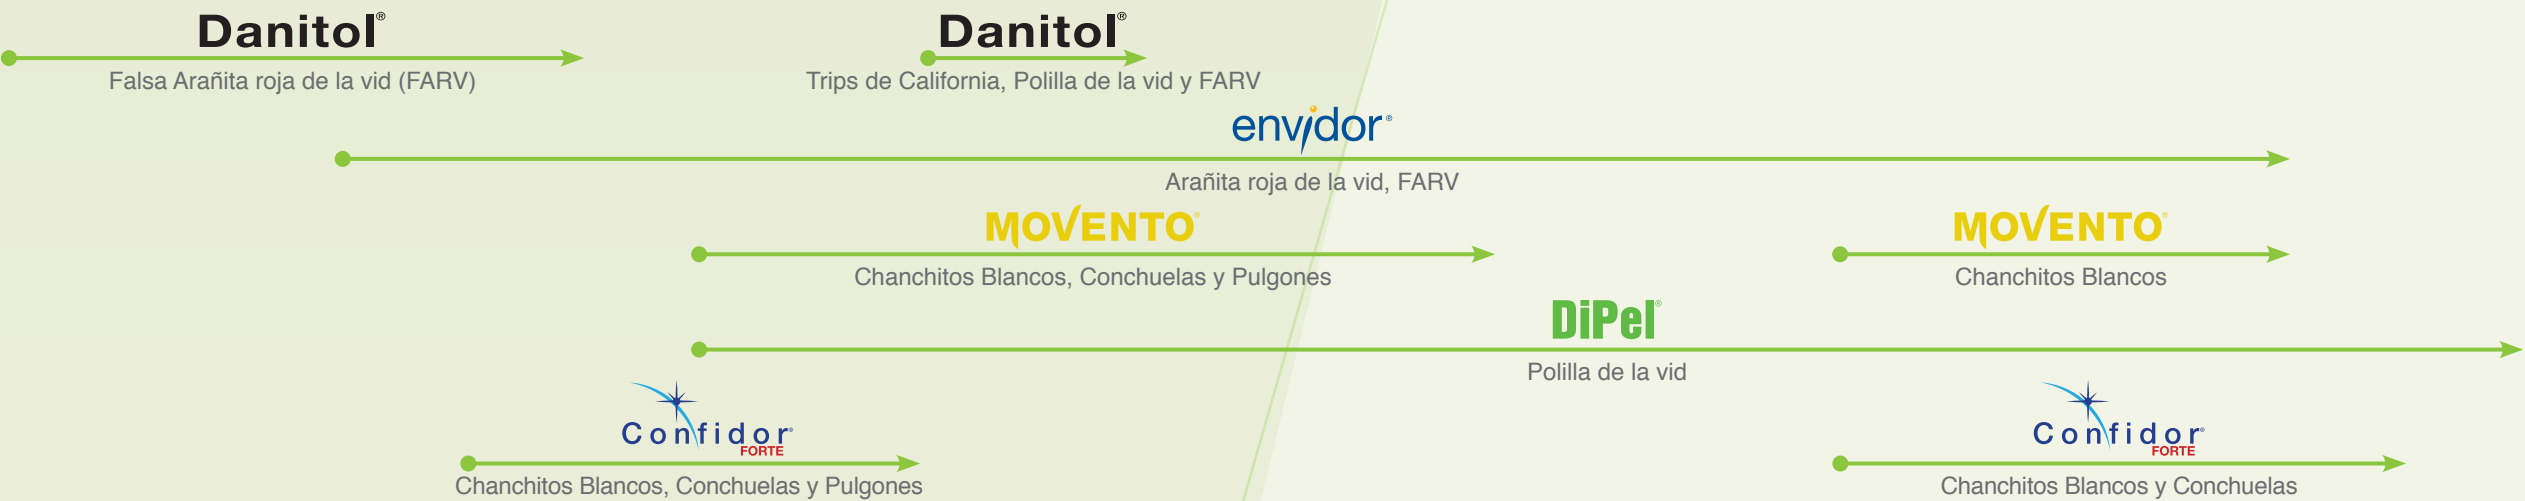 Danitol®
Falsa Arañita roja de la vid (FARV)
Danitol®
Trips de California, Polilla de la vid y FARV
envidor®
Arañita roja de la vid, FARV
MOVENTO®
Chanchitos Blancos, Conchuelas y Pulgones
MOVENTO®
Chanchitos Blancos
DiPel®
Polilla de la vid
Confidor®
FORTE
Chanchitos Blancos, Conchuelas y Pulgones
Confidor®
FORTE
Chanchitos Blancos y Conchuelas